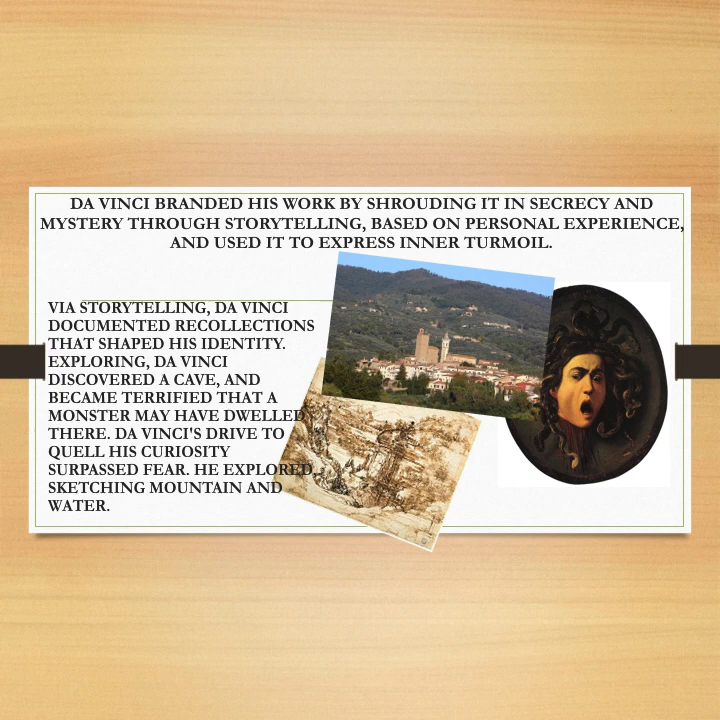 DA VINCI BRANDED HIS WORK BY SHROUDING IT IN SECRECY AND
MYSTERY THROUGH STORYTELLING, BASED ON PERSONAL EXPERIENCE,
AND USED IT TO EXPRESS INNER TURMOIL.
VIA STORYTELLING, DA VINCI
DOCUMENTED RECOLLECTIONS
THAT SHAPED HIS IDENTITY.
EXPLORING, DA VINCI
DISCOVERED A CAVE, AND
BECAME TERRIFIED THAT A
MONSTER MAY HAVE DWELLED
THERE. DA VINCI'S DRIVE TO
QUELL HIS CURIOSITY
SURPASSED FEAR. HE EXPLORED,
SKETCHING MOUNTAIN AND
WATER.